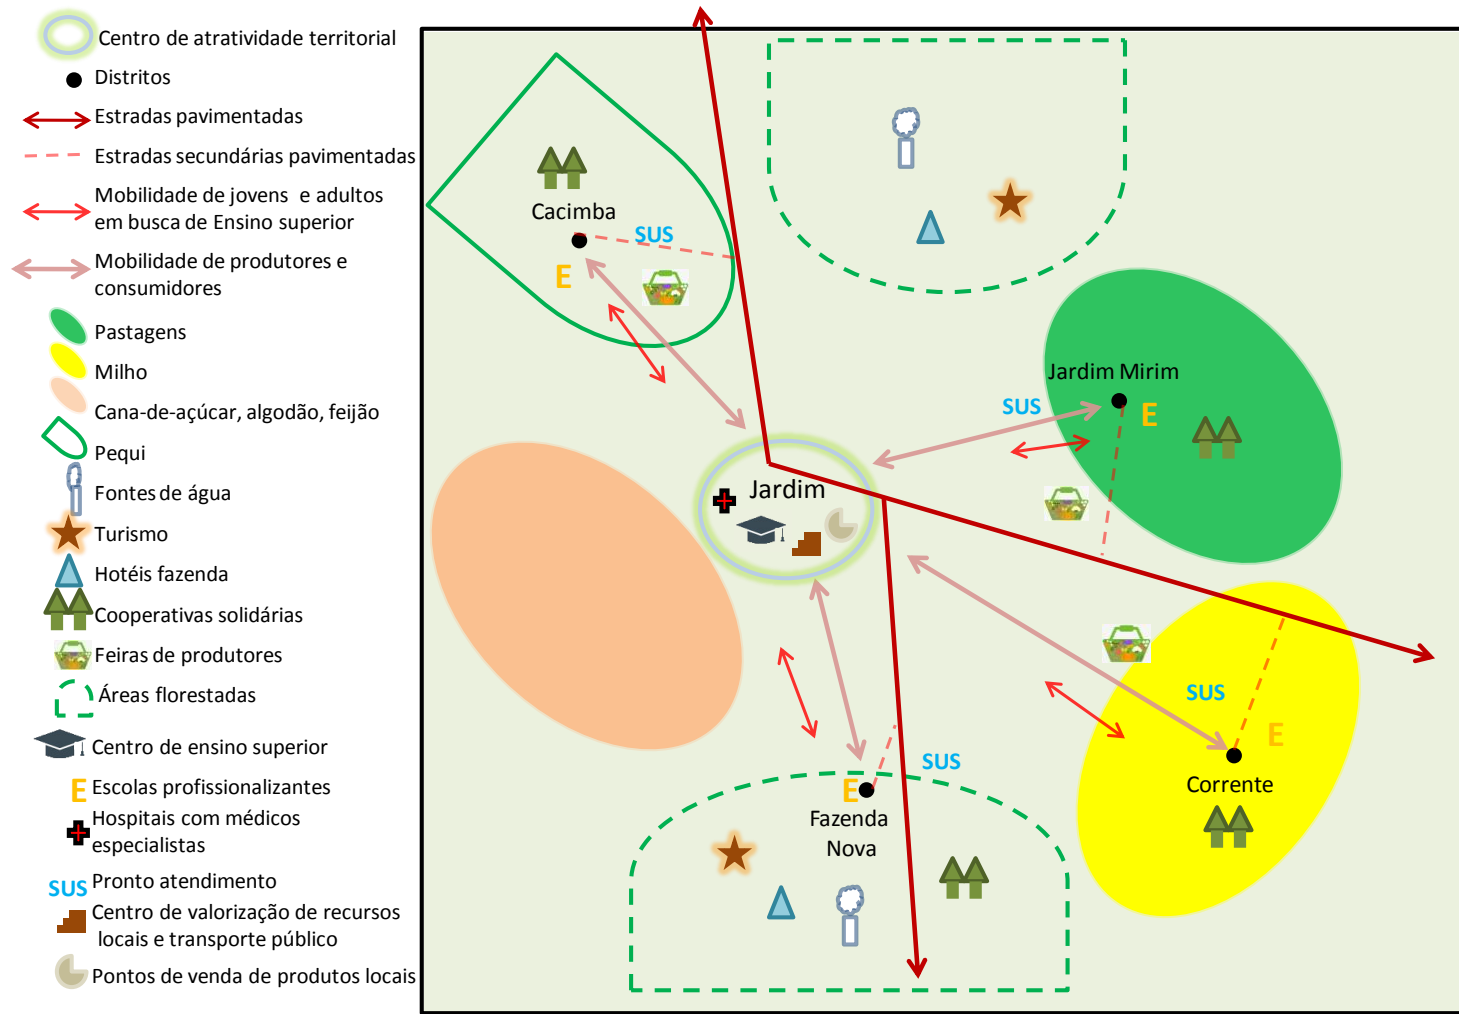 Centro de atratividade territorial
Distritos
Estradas pavimentadas
Estradas secundárias pavimentadas
Mobilidade de jovens e adultos
em busca de Ensino superior
Mobilidade de produtores e
consumidores
Pastagens
Milho
Cana-de-açúcar, algodão, feijão
Pequi
Fontes de água
Turismo
Hotéis fazenda
Cooperativas solidárias
Feiras de produtores
Áreas florestadas
Centro de ensino superior
E Escolas profissionalizantes
Hospitais com médicos
especialistas
SUS Pronto atendimento
Centro de valorização de recursos
locais e transporte público
Pontos de venda de produtos locais
Cacimba
SUS
E
Jardim Mirim
SUS
E
Jardim
SUS
E
Corrente
SUS
E
Fazenda
Nova